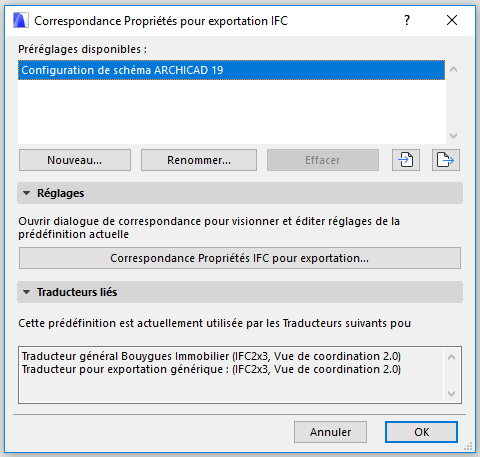 Correspondance Propriétés pour exportation IFC
?
Préréglages disponibles :
Configuration de schéma ARCHICAD 19
Nouveau...
Renommer...
Effacer
Réglages
Ouvrir dialogue de correspondance pour visionner et éditer réglages de la
prédéfinition actuelle
Correspondance Propriétés IFC pour exportation...
Traducteurs liés
Cette prédéfinition est actuellement utilisée par les Traducteurs suivants pou
Traducteur général Bouygues Immobilier (IFC2x3, Vue de coordination 2.0)
Traducteur pour exportation générique : (IFC2x3, Vue de coordination 2.0)
Annuler
OK